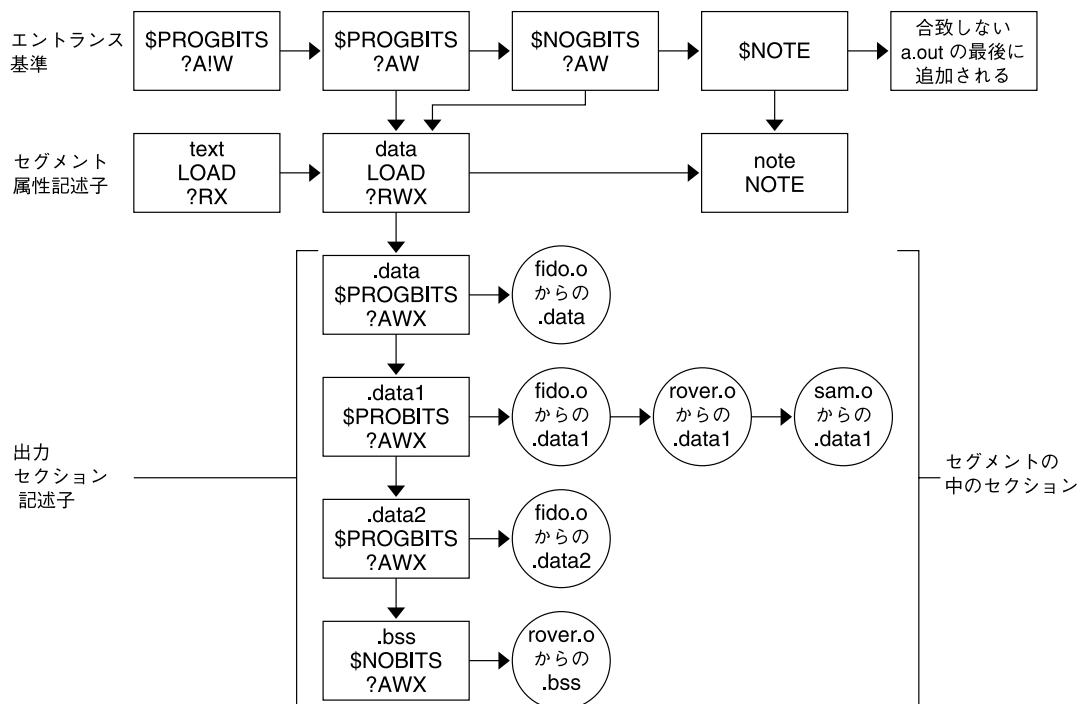 エントランス
基準
$PROGBITS
?A!W
$PROGBITS
?AW
$NOGBITS
?AW
$NOTE
合致しない
a.out の最後に
追加される
セグメント
属性記述子
text
LOAD
?RX
data
LOAD
?RWX
note
NOTE
出力
セクション
記述子
.data
$PROGBITS
?AWX
fido.o
からの
.data
.data1
$PROBITS
?AWX
fido.o
からの
.data1
rover.o
からの
.data1
sam.o
からの
.data1
.data2
$PROGBITS
?AWX
fido.o
からの
.data2
.bss
$NOBITS
?AWX
rover.o
からの
.bss
セグメントの
中のセクション